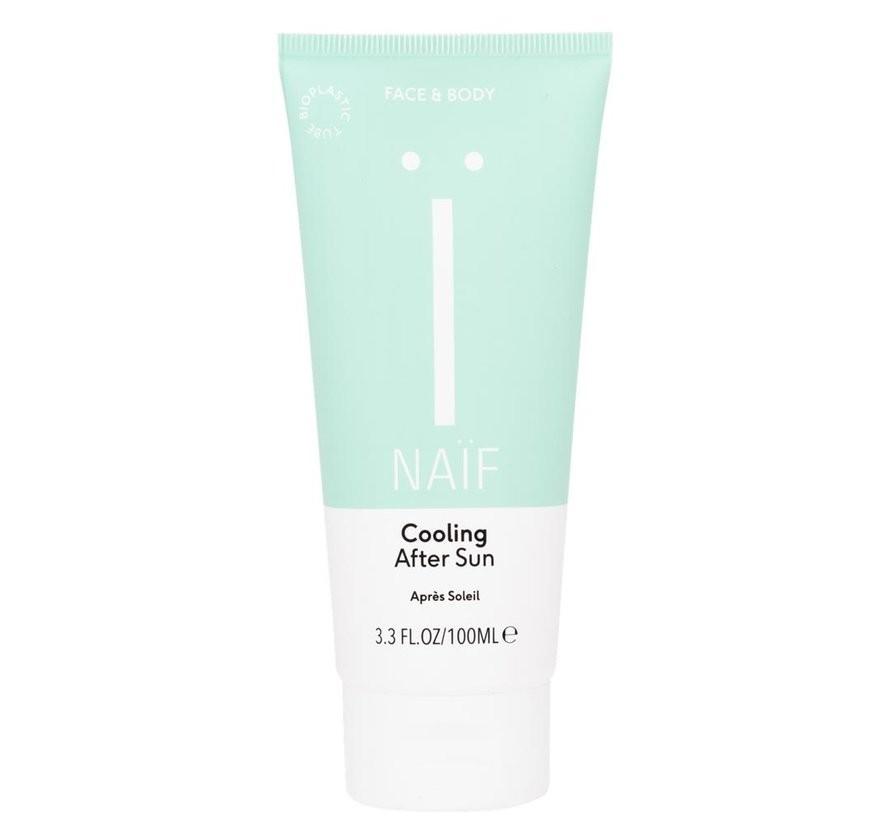 FACE & BODY
BIOPLASTIC TUBE
Ï
NAÏF
Cooling
After Sun
Après Soleil
3.3 FL.OZ/100ML ℮